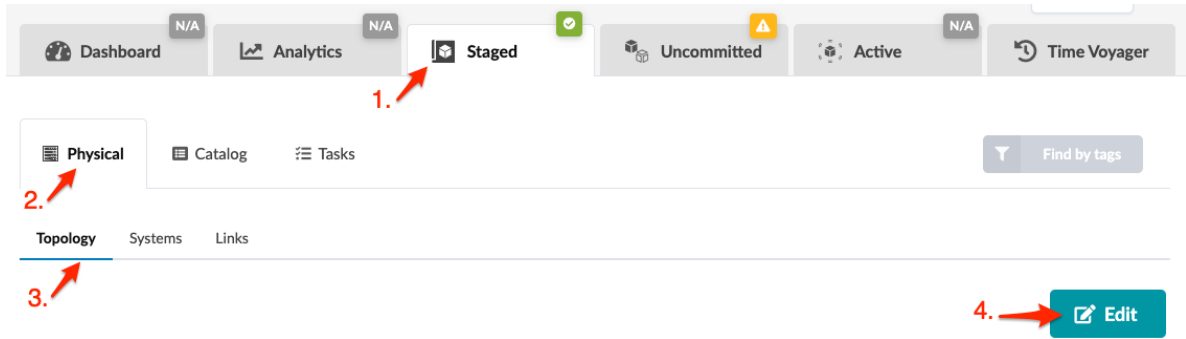 N/A N/A N/A
Dashboard Analytics Staged Uncommitted Active Time Voyager
1.
Physical Catalog Tasks Find by tags
2.
Topology Systems Links
3.
4. Edit